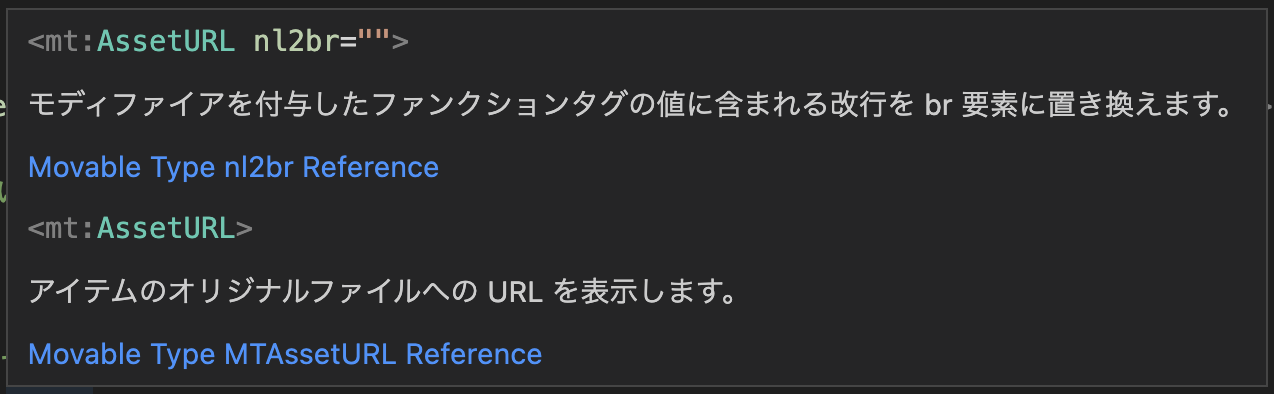 <mt:AssetURL nl2br="">
モディファイアを付与したファンクションタグの値に含まれる改行を br 要素に置き換えます。
Movable Type nl2br Reference
<mt:AssetURL>
アイテムのオリジナルファイルへの URL を表示します。
Movable Type MTAssetURL Reference